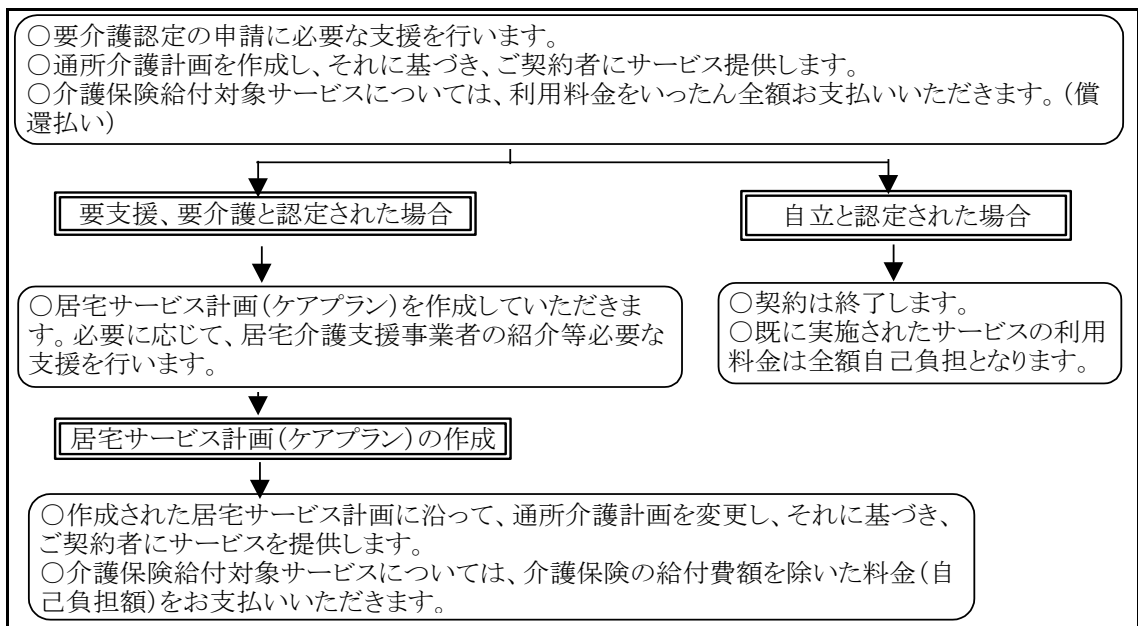 ○要介護認定の申請に必要な支援を行います。
○通所介護計画を作成し、それに基づき、ご契約者にサービス提供します。
○介護保険給付対象サービスについては、利用料金をいったん全額お支払いいただきます。(償
還払い)
要支援、要介護と認定された場合
自立と認定された場合
○居宅サービス計画(ケアプラン)を作成していただきま
す。必要に応じて、居宅介護支援事業者の紹介等必要な
支援を行います。
○契約は終了します。
○既に実施されたサービスの利用
料金は全額自己負担となります。
居宅サービス計画(ケアプラン)の作成
○作成された居宅サービス計画に沿って、通所介護計画を変更し、それに基づき、
ご契約者にサービスを提供します。
○介護保険給付対象サービスについては、介護保険の給付費額を除いた料金(自
己負担額)をお支払いいただきます。